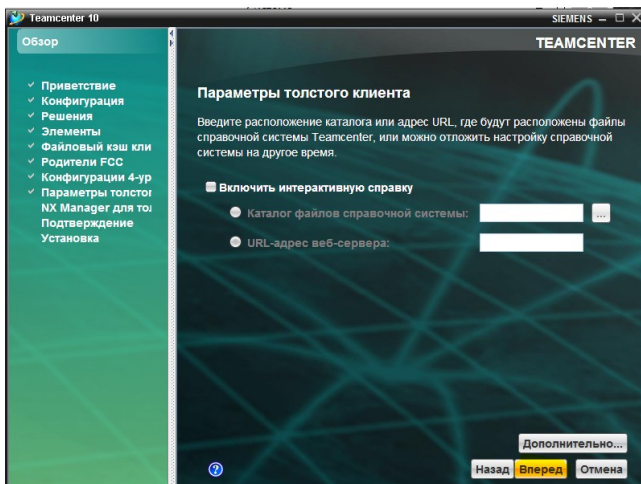 Teamcenter 10
SIEMENS
Обзор
TEAMCENTER
Приветствие
Конфигурация
Решения
Элементы
Файловый кэш кли
Родители FCC
Конфигурации 4-ур
Параметры толстог
NX Manager для тол
Подтверждение
Установка
Параметры толстого клиента
Введите расположение каталога или адрес URL, где будут расположены файлы
справочной системы Teamcenter, или можно отложить настройку справочной
системы на другое время.
Включить интерактивную справку
Каталог файлов справочной системы:
...
URL-адрес веб-сервера:
Дополнительно...
?
Назад Вперед Отмена